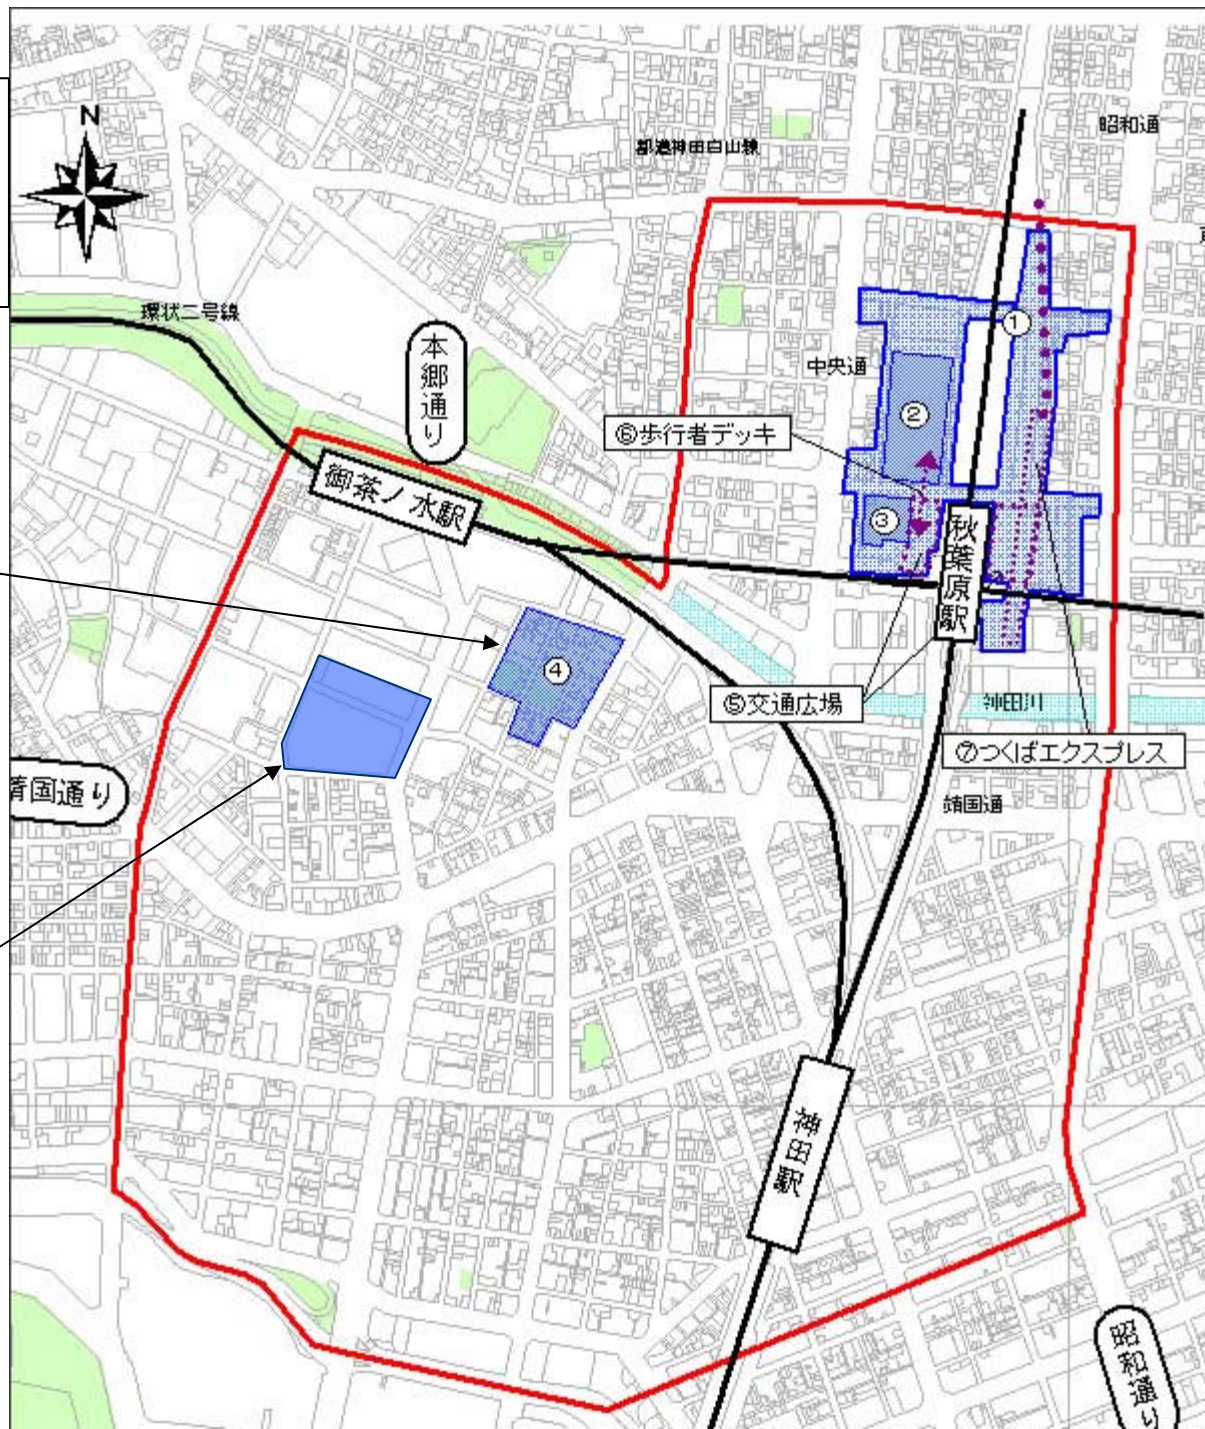 N
昭和通
都道神田白山線
環状二号線
本郷通り
①
中央通
②
⑥歩行者デッキ
御茶ノ水駅
③
秋葉原駅
④
⑤交通広場
神田川
⑦つくばエクスプレス
靖国通り
靖国通
神田駅
昭和通り